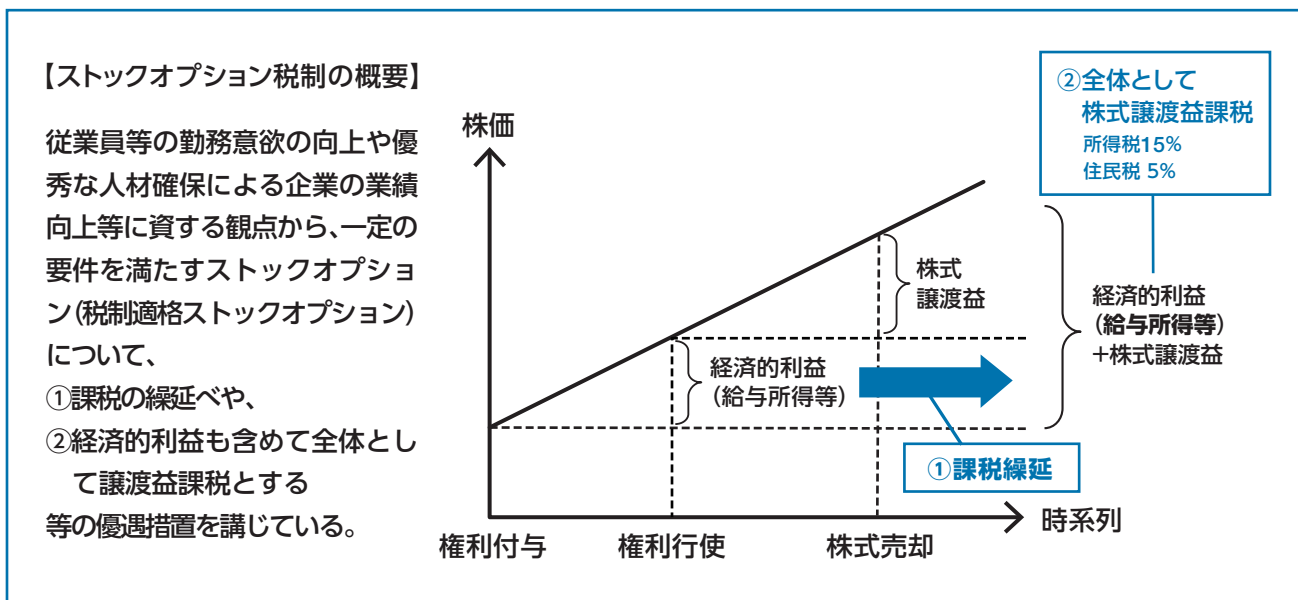 【ストックオプション税制の概要】
従業員等の勤務意欲の向上や優
秀な人材確保による企業の業績
向上等に資する観点から、一定の
要件を満たすストックオプショ
ン(税制適格ストックオプション)
について、
①課税の繰延べや、
②経済的利益も含めて全体とし
て譲渡益課税とする
等の優遇措置を講じている。
株価
②全体として
株式譲渡益課税
所得税15%
住民税 5%
株式
譲渡益
経済的利益
(給与所得等)
+株式譲渡益
経済的利益
(給与所得等)
①課税繰延
時系列
権利付与
権利行使
株式売却